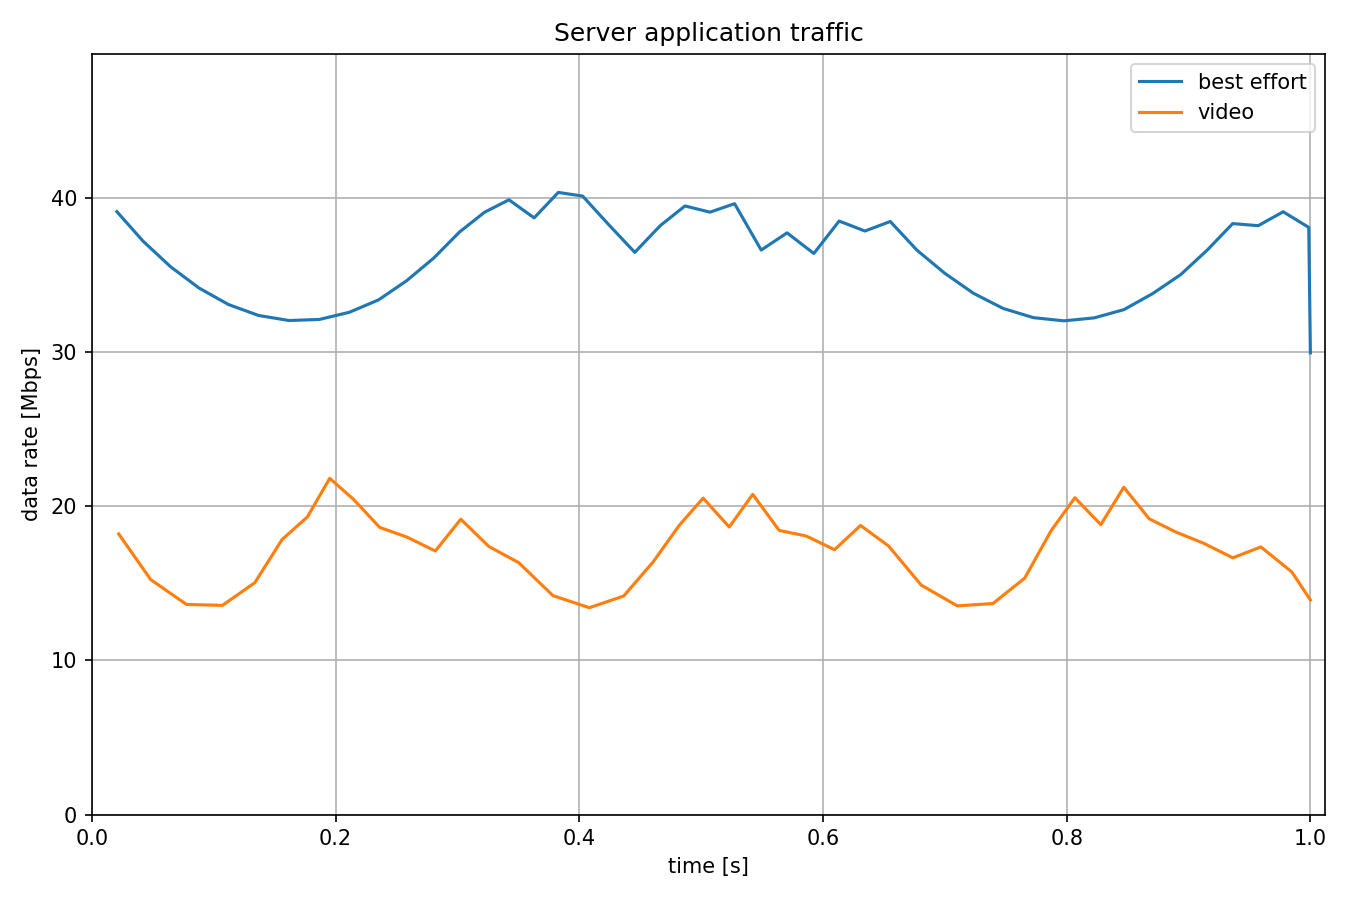 Server application traffic
best effort
video
data rate [Mbps]
40
30
20
10
0
0.0 0.2 0.4 0.6 0.8 1.0
time [s]